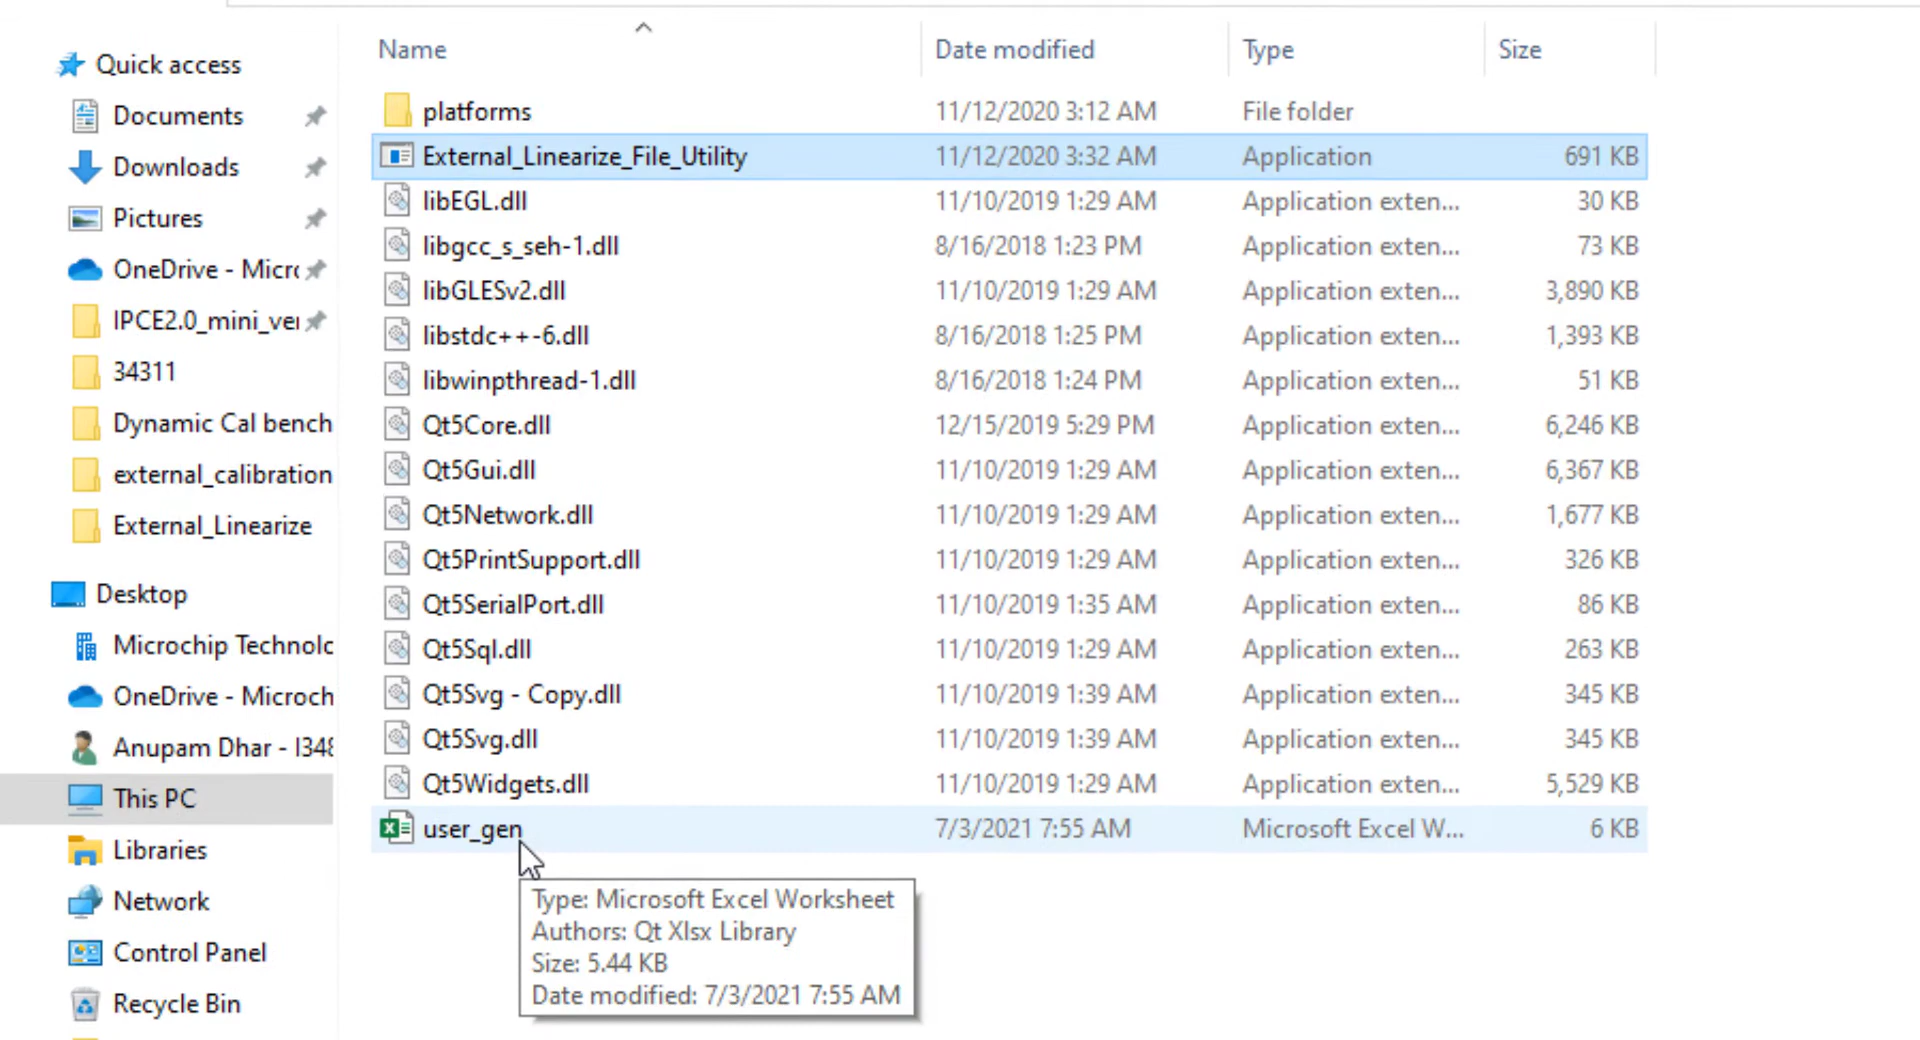 Quick access
Documents
Downloads
Pictures
OneDrive - Micro
IPCE2.0_mini_ver
34311
Dynamic Cal bench
external_calibration
External_Linearize
Desktop
Microchip Technolo
OneDrive - Microch
Anupam Dhar - I348
This PC
Libraries
Network
Control Panel
Recycle Bin
Name Date modified Type Size
platforms 11/12/2020 3:12 AM File folder
External_Linearize_File_Utility 11/12/2020 3:32 AM Application 691 KB
libEGL.dll 11/10/2019 1:29 AM Application exten... 30 KB
libgcc_s_seh-1.dll 8/16/2018 1:23 PM Application exten... 73 KB
libGLESv2.dll 11/10/2019 1:29 AM Application exten... 3,890 KB
libstdc++-6.dll 8/16/2018 1:25 PM Application exten... 1,393 KB
libwinpthread-1.dll 8/16/2018 1:24 PM Application exten... 51 KB
Qt5Core.dll 12/15/2019 5:29 PM Application exten... 6,246 KB
Qt5Gui.dll 11/10/2019 1:29 AM Application exten... 6,367 KB
Qt5Network.dll 11/10/2019 1:29 AM Application exten... 1,677 KB
Qt5PrintSupport.dll 11/10/2019 1:29 AM Application exten... 326 KB
Qt5SerialPort.dll 11/10/2019 1:35 AM Application exten... 86 KB
Qt5Sql.dll 11/10/2019 1:29 AM Application exten... 263 KB
Qt5Svg - Copy.dll 11/10/2019 1:39 AM Application exten... 345 KB
Qt5Svg.dll 11/10/2019 1:39 AM Application exten... 345 KB
Qt5Widgets.dll 11/10/2019 1:29 AM Application exten... 5,529 KB
user_gen 7/3/2021 7:55 AM Microsoft Excel W... 6 KB
Type: Microsoft Excel Worksheet
Authors: Qt Xlsx Library
Size: 5.44 KB
Date modified: 7/3/2021 7:55 AM